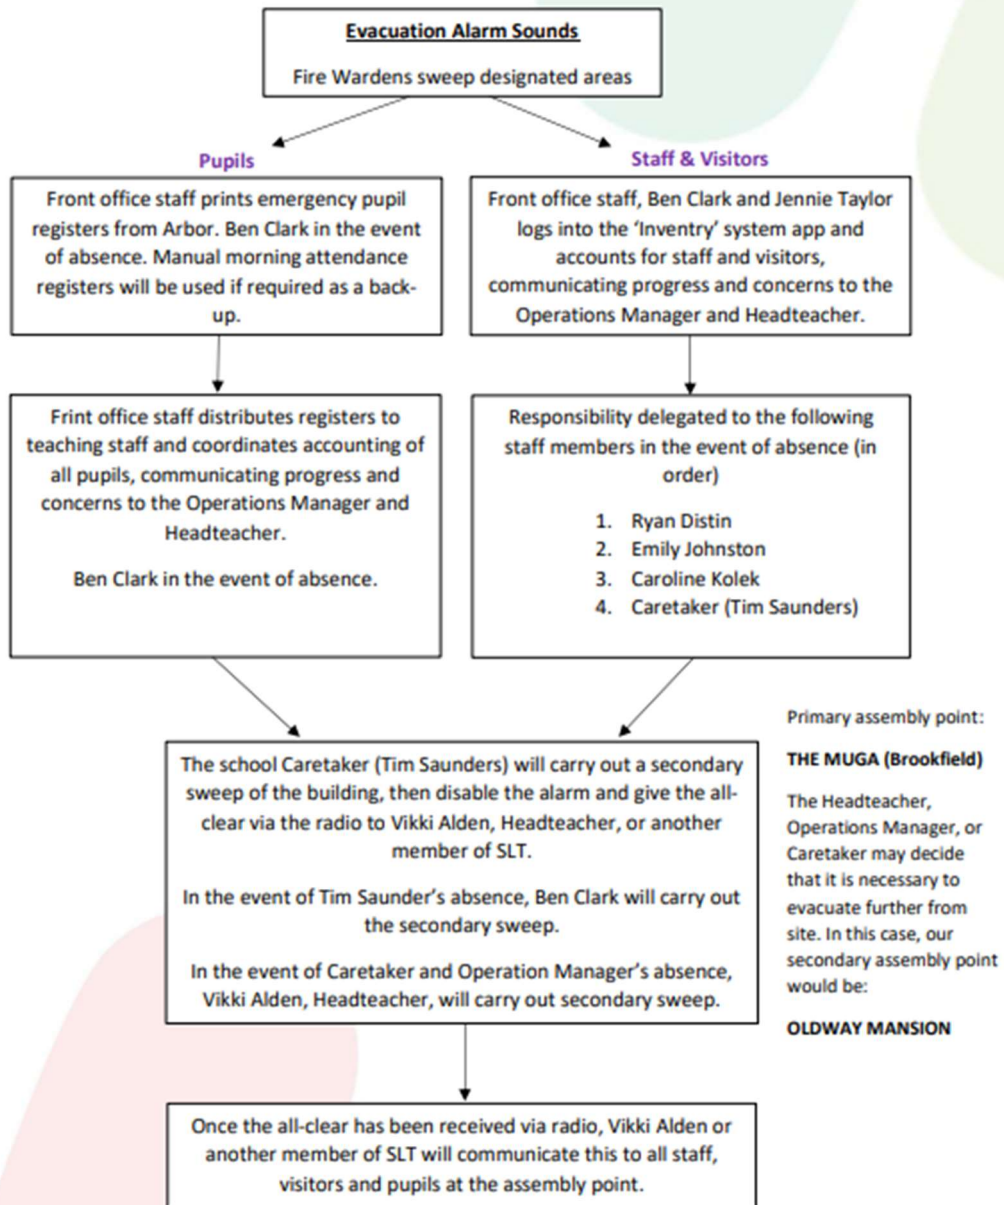 Evacuation Alarm Sounds
Fire Wardens sweep designated areas
Pupils
Front office staff prints emergency pupil
registers from Arbor. Ben Clark in the event
of absence. Manual morning attendance
registers will be used if required as a back-
up.
Frint office staff distributes registers to
teaching staff and coordinates accounting of
all pupils, communicating progress and
concerns to the Operations Manager and
Headteacher.
Ben Clark in the event of absence.
Staff & Visitors
Front office staff, Ben Clark and Jennie Taylor
logs into the ‘Inventry’ system app and
accounts for staff and visitors,
communicating progress and concerns to the
Operations Manager and Headteacher.
Responsibility delegated to the following
staff members in the event of absence (in
order)
1. Ryan Distin
2. Emily Johnston
3. Caroline Kolek
4. Caretaker (Tim Saunders)
The school Caretaker (Tim Saunders) will carry out a secondary
sweep of the building, then disable the alarm and give the all-
clear via the radio to Vikki Alden, Headteacher, or another
member of SLT.
In the event of Tim Saunder’s absence, Ben Clark will carry out
the secondary sweep.
In the event of Caretaker and Operation Manager’s absence,
Vikki Alden, Headteacher, will carry out secondary sweep.
Primary assembly point:
THE MUGA (Brookfield)
The Headteacher,
Operations Manager, or
Caretaker may decide
that it is necessary to
evacuate further from
site. In this case, our
secondary assembly point
would be:
OLDWAY MANSION
Once the all-clear has been received via radio, Vikki Alden or
another member of SLT will communicate this to all staff,
visitors and pupils at the assembly point.